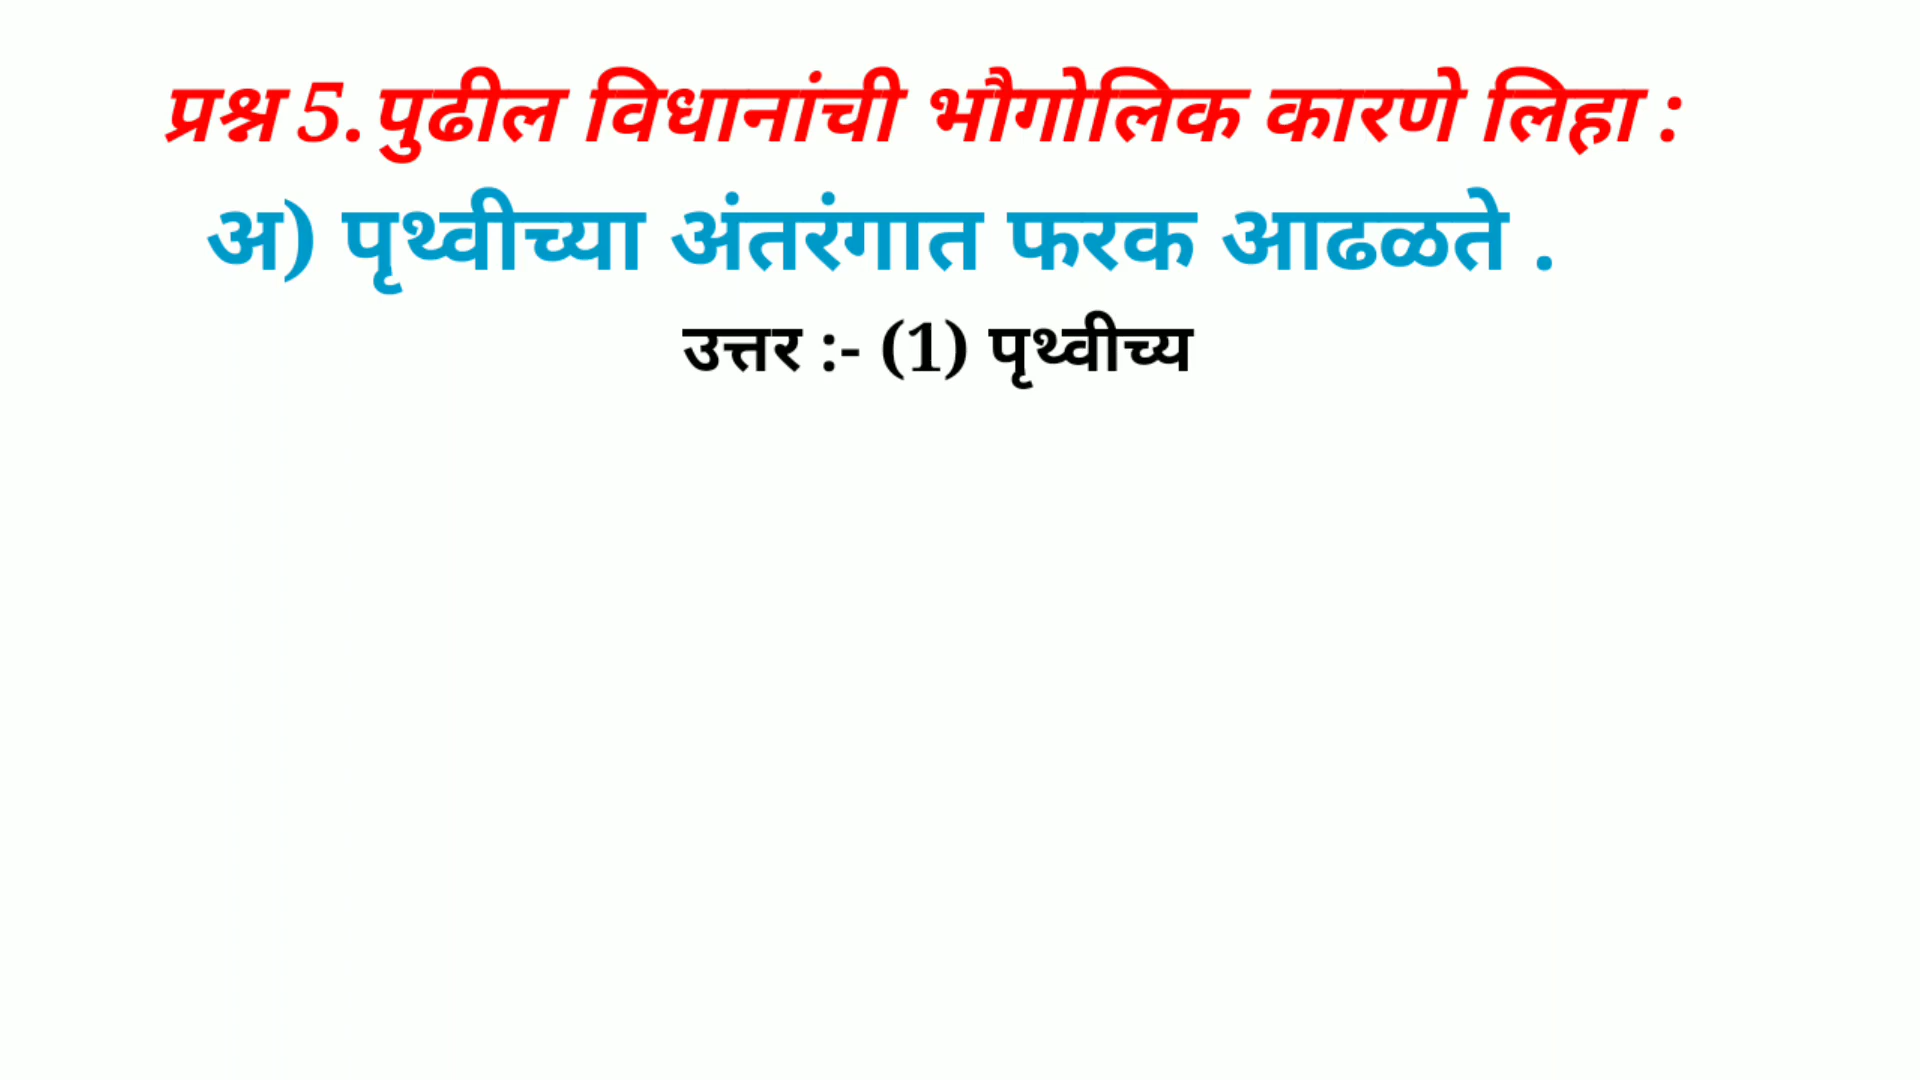 प्रश्न 5.पुढील विधानांची भौगोलिक कारणे लिहा :
अ) पृथ्वीच्या अंतरंगात फरक आढळते .
उत्तर :- (1) पृथ्वीच्य